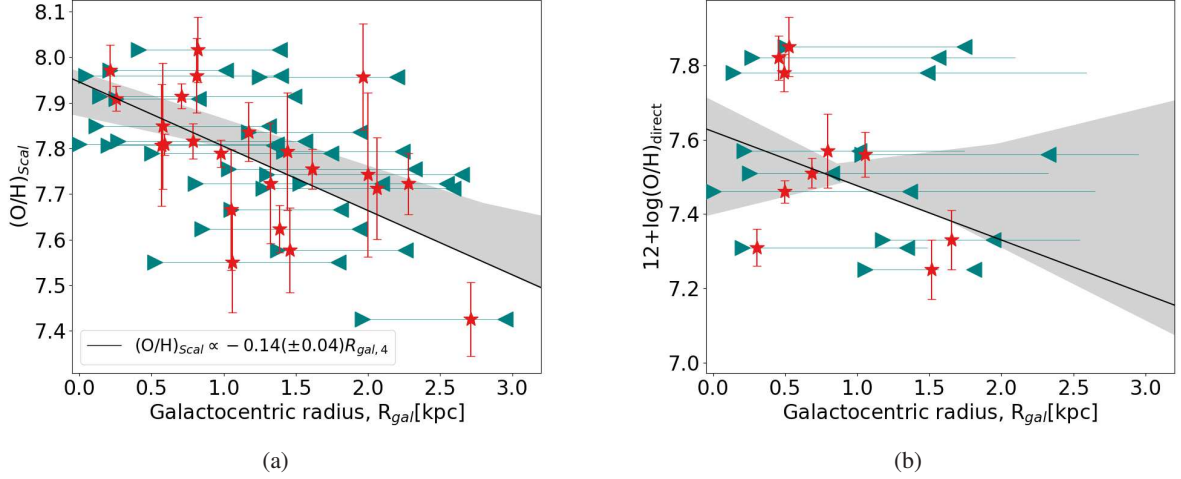 8.1
8.0
7.9
7.8
7.7
7.6
7.5
7.4
(O/H)Scal
0.0 0.5 1.0 1.5 2.0 2.5 3.0
Galactocentric radius, Rgal[kpc]
(O/H)Scal ∝ − 0.14(±0.04)Rgal, 4
(a)
7.8
7.6
7.4
7.2
7.0
12+log(O/H)direct
0.0 0.5 1.0 1.5 2.0 2.5 3.0
Galactocentric radius, Rgal[kpc]
(b)